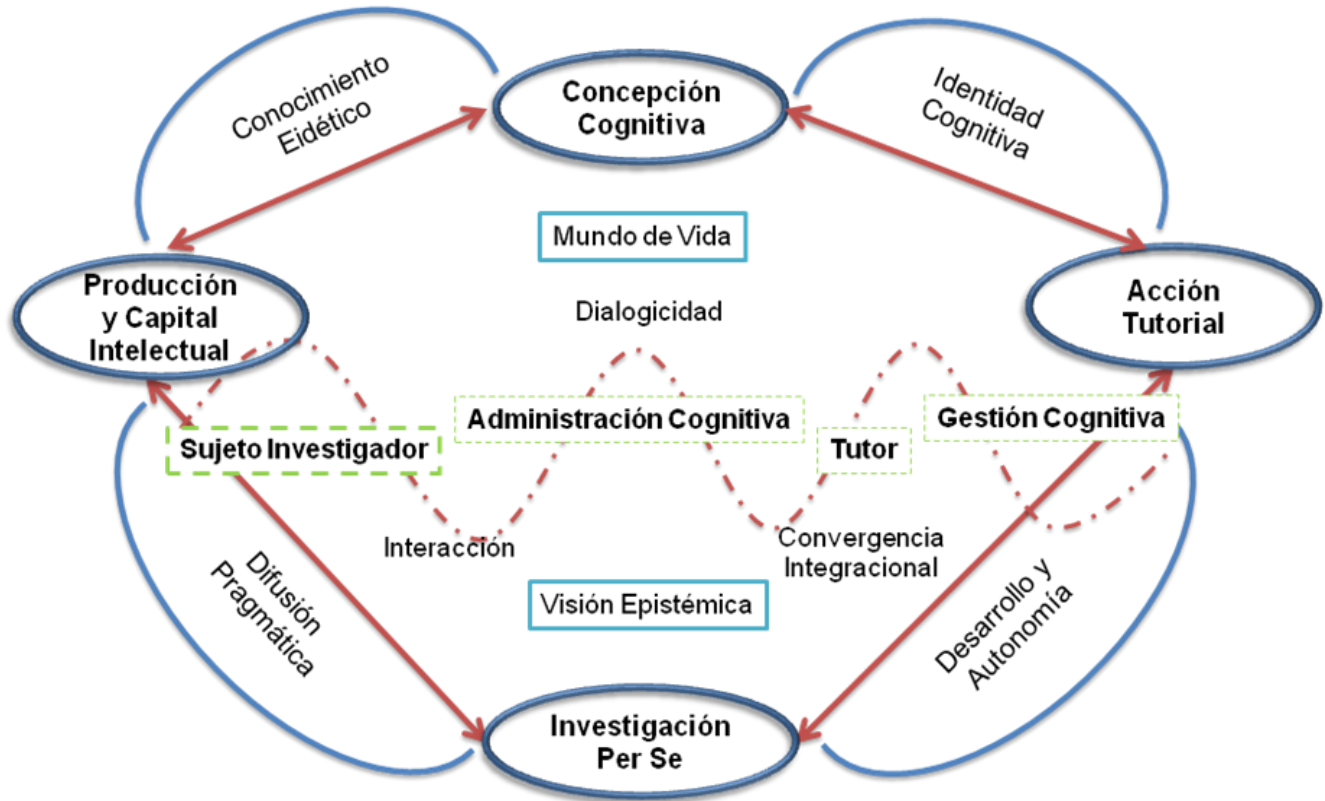 Conocimiento
Eidético
Concepción
Cognitiva
Identidad
Cognitiva
Mundo de Vida
Producción
y Capital
Intelectual
Acción
Tutorial
Dialogicidad
Sujeto Investigador
Administración Cognitiva
Tutor
Gestión Cognitiva
Interacción
Convergencia
Integracional
Difusión
Pragmática
Visión Epistémica
Desarrollo y
Autonomía
Investigación
Per Se